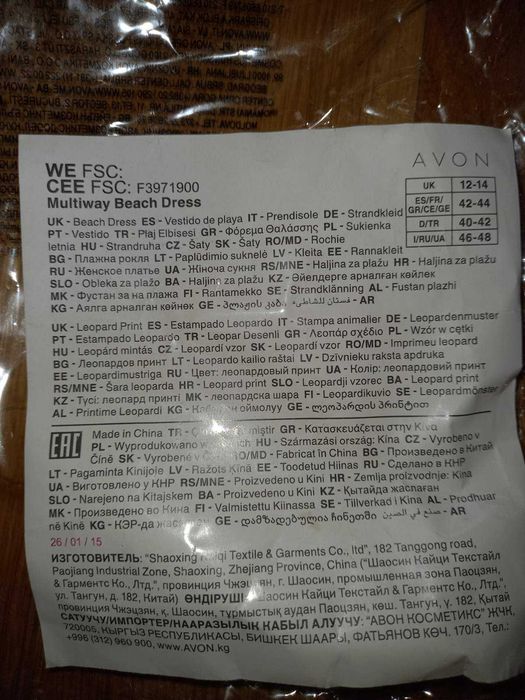 AVON
WE FSC:
CEE FSC: F3971900
Multiway Beach Dress
UK 12-14
ES/FR/GR/CE/GE 42-44
D/TR 40-42
I/RU/UA 46-48
UK - Beach Dress ES - Vestido de playa IT - Prendisole DE - Strandkleid
PT - Vestido TR - Plaj Elbisesi GR - Φόρεμα Θαλάσσης PL - Sukienka
letnia HU - Strandruha CZ - Šaty SK - Šaty RO/MD - Rochie
BG - Плажна рокля LT - Paplūdimio suknelė LV - Kleita EE - Rannakleit
RU - Женское платье UA - Жіноча сукня RS/MNE - Haljina za plažu HR - Haljina za plažu
SLO - Obleka za plažo BA - Haljina za plažu KZ - Әйелдерге арналған көйлек
MK - Фустан за на плажа FI - Rantamekko SE - Strandklänning AL - Fustan plazhi
KG - Аялга арналган көйнөк GE - პლაჟის კაბა AR - فستان للشاطىء
UK - Leopard Print ES - Estampado Leopardo IT - Stampa animalier DE - Leopardenmuster
PT - Estampado Leopardo TR - Leopar Desenli GR - Λεοπάρ σχέδιο PL - Wzór w cętki
HU - Leopárd mintás CZ - Leopardí vzor SK - Leopardí vzor RO/MD - Imprimeu leopard
BG - Леопардов принт LT - Leopardo kailio raštai LV - Dzīvnieku raksta apdruka
EE - Leopardimustriga RU - Цвет: леопардовый принт UA - Колір: леопардовий принт
RS/MNE - Šara leoparda HR - Leopard print SLO - Leopardji vzorec BA - Leopard print
KZ - Түсі: леопард принті MK - леопардска шара FI - Leopardikuvio SE - Leopardmönster
AL - Printime Leopardi KG - оймолуу GE - ლეოპარდის პრინტით
EAC
Made in China TR - GR - Κατασκευάζεται στην Κίνα
PL - Wyprodukowano w HU - Származási ország: Kína CZ - Vyrobeno v
Číně SK - Vyrobené v RO/MD - Fabricat în China BG - Произведено в Китай
LT - Pagaminta Kinijoje LV - Ražots Ķīnā EE - Toodetud Hiinas RU - Сделано в КНР
UA - Виготовлено у КНР RS/MNE - Proizvedeno u Kini HR - Zemlja proizvodnje: Kina
SLO - Narejeno na Kitajskem BA - Proizvedeno u Kini KZ - Қытайда жасалған
MK - Произведено во Кина FI - Valmistettu Kiinassa SE - Tillverkad i Kina AL - Prodhuar
në Kinë KG - КЭР-да GE - დამზადებულია ჩინეთში AR - صنع في الصين
26 / 01 / 15
ИЗГОТОВИТЕЛЬ: "Shaoxing Textile & Garments Co., ltd", 182 Tanggong road,
Paojiang Industrial Zone, Shaoxing, Zhejiang Province, China ("Шаосин Кайци Текстайл
& Гарментс Ко., Лтд.", провинция Чжэцзян, г. Шаосин, промышленная зона Паоцзян,
ул. Тангун, д. 182, Китай) ӨНДІРУШІ: Textile & Гарментс Ко., Лтд.",
провинция Чжэцзян, қ. Шаосин, тұрмыстық аудан Паоцзян, көш. Тангун, ү. 182, Қытай
САТУУЧУ/ИМПОРТЕР/НААРАЗЫЛЫК КАБЫЛ АЛУУЧУ: "АВОН КОСМЕТИКС" ЖЧК,
720005, КЫРГЫЗ РЕСПУБЛИКАСЫ, БИШКЕК ШААРЫ, ФАТЬЯНОВ КӨЧ. 170/3, Тел.:
+996 (312) 960 900, www.AVON.kg